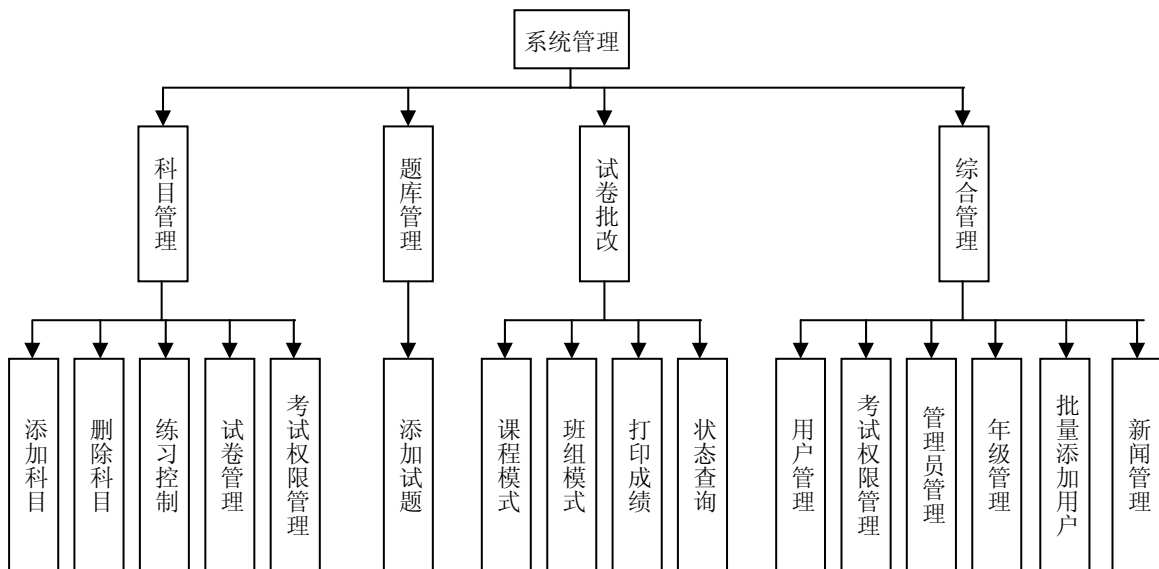 系统管理
科目管理
题库管理
试卷批改
综合管理
添加科目
删除科目
练习控制
试卷管理
考试权限管理
添加试题
课程模式
班组模式
打印成绩
状态查询
用户管理
考试权限管理
管理员管理
年级管理
批量添加用户
新闻管理